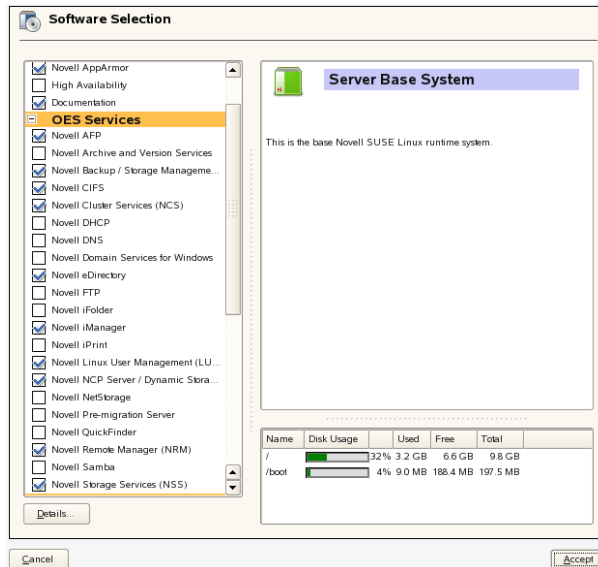 Software Selection
Novell AppArmor
High Availability
Documentation
OES Services
Novell AFP
Novell Archive and Version Services
Novell Backup / Storage Manageme...
Novell CIFS
Novell Cluster Services (NCS)
Novell DHCP
Novell DNS
Novell Domain Services for Windows
Novell eDirectory
Novell FTP
Novell iFolder
Novell iManager
Novell iPrint
Novell Linux User Management (LU...
Novell NCP Server / Dynamic Stora...
Novell NetStorage
Novell Pre-migration Server
Novell QuickFinder
Novell Remote Manager (NRM)
Novell Samba
Novell Storage Services (NSS)
Details...
Server Base System
This is the base Novell SUSE Linux runtime system.
Name Disk Usage Used Free Total
/ 32% 3.2 GB 6.6 GB 9.8 GB
/boot 4% 9.0 MB 188.4 MB 197.5 MB
Cancel
Accept